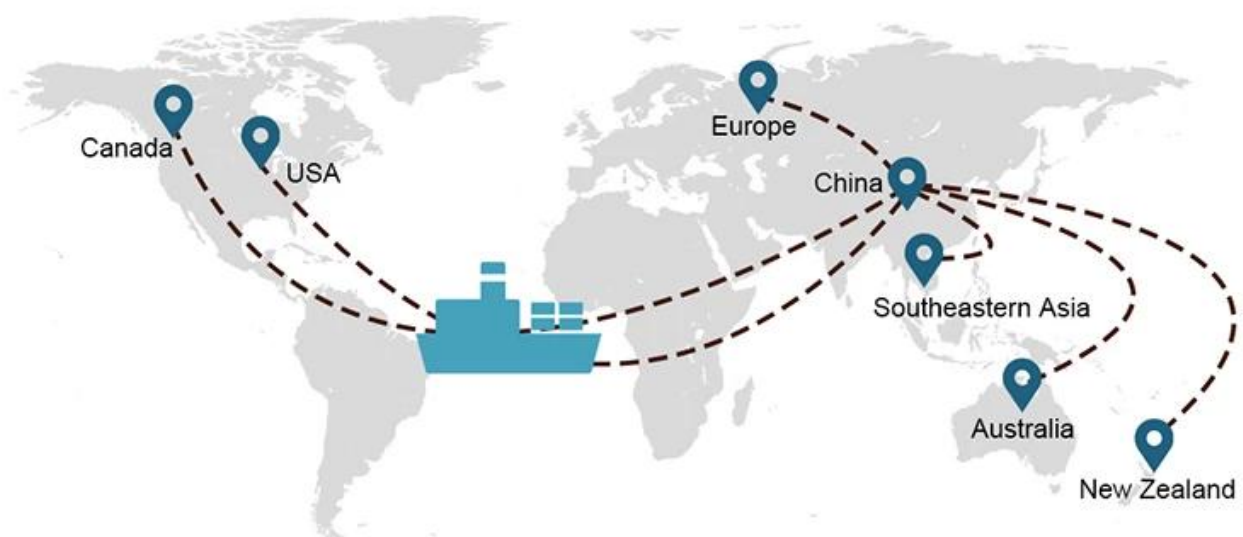 Canada
USA
Europe
China
Southeastern Asia
Australia
New Zealand